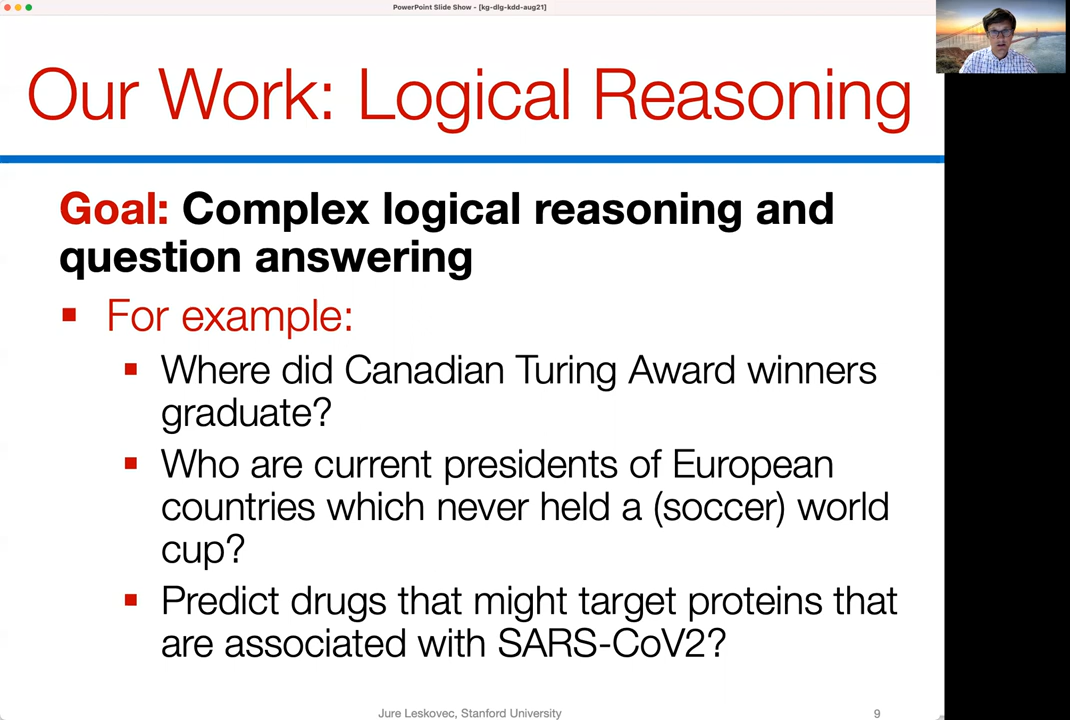 PowerPoint Slide Show - [kg-dlg-kdd-aug21]
Our Work: Logical Reasoning
Goal: Complex logical reasoning and
question answering
▪ For example:
▪ Where did Canadian Turing Award winners
graduate?
▪ Who are current presidents of European
countries which never held a (soccer) world
cup?
▪ Predict drugs that might target proteins that
are associated with SARS-CoV2?
Jure Leskovec, Stanford University
9